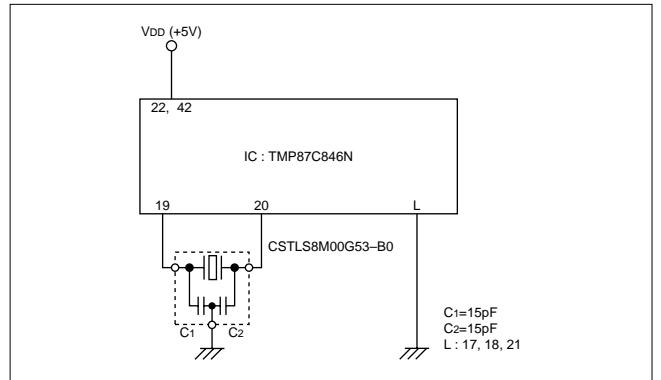 VDD (+5V)
22, 42
IC : TMP87C846N
19 20 L
CSTLS8M00G53–B0
C1 C2
C1=15pF
C2=15pF
L : 17, 18, 21